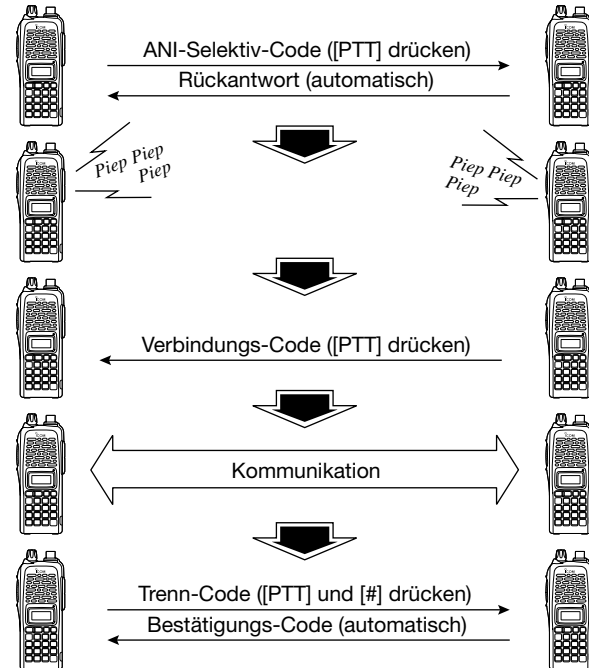 ANI-Selektiv-Code ([PTT] drücken)
Rückantwort (automatisch)
Piep Piep
Piep
Piep Piep
Piep
Verbindungs-Code ([PTT] drücken)
Kommunikation
Trenn-Code ([PTT] und [#] drücken)
Bestätigungs-Code (automatisch)